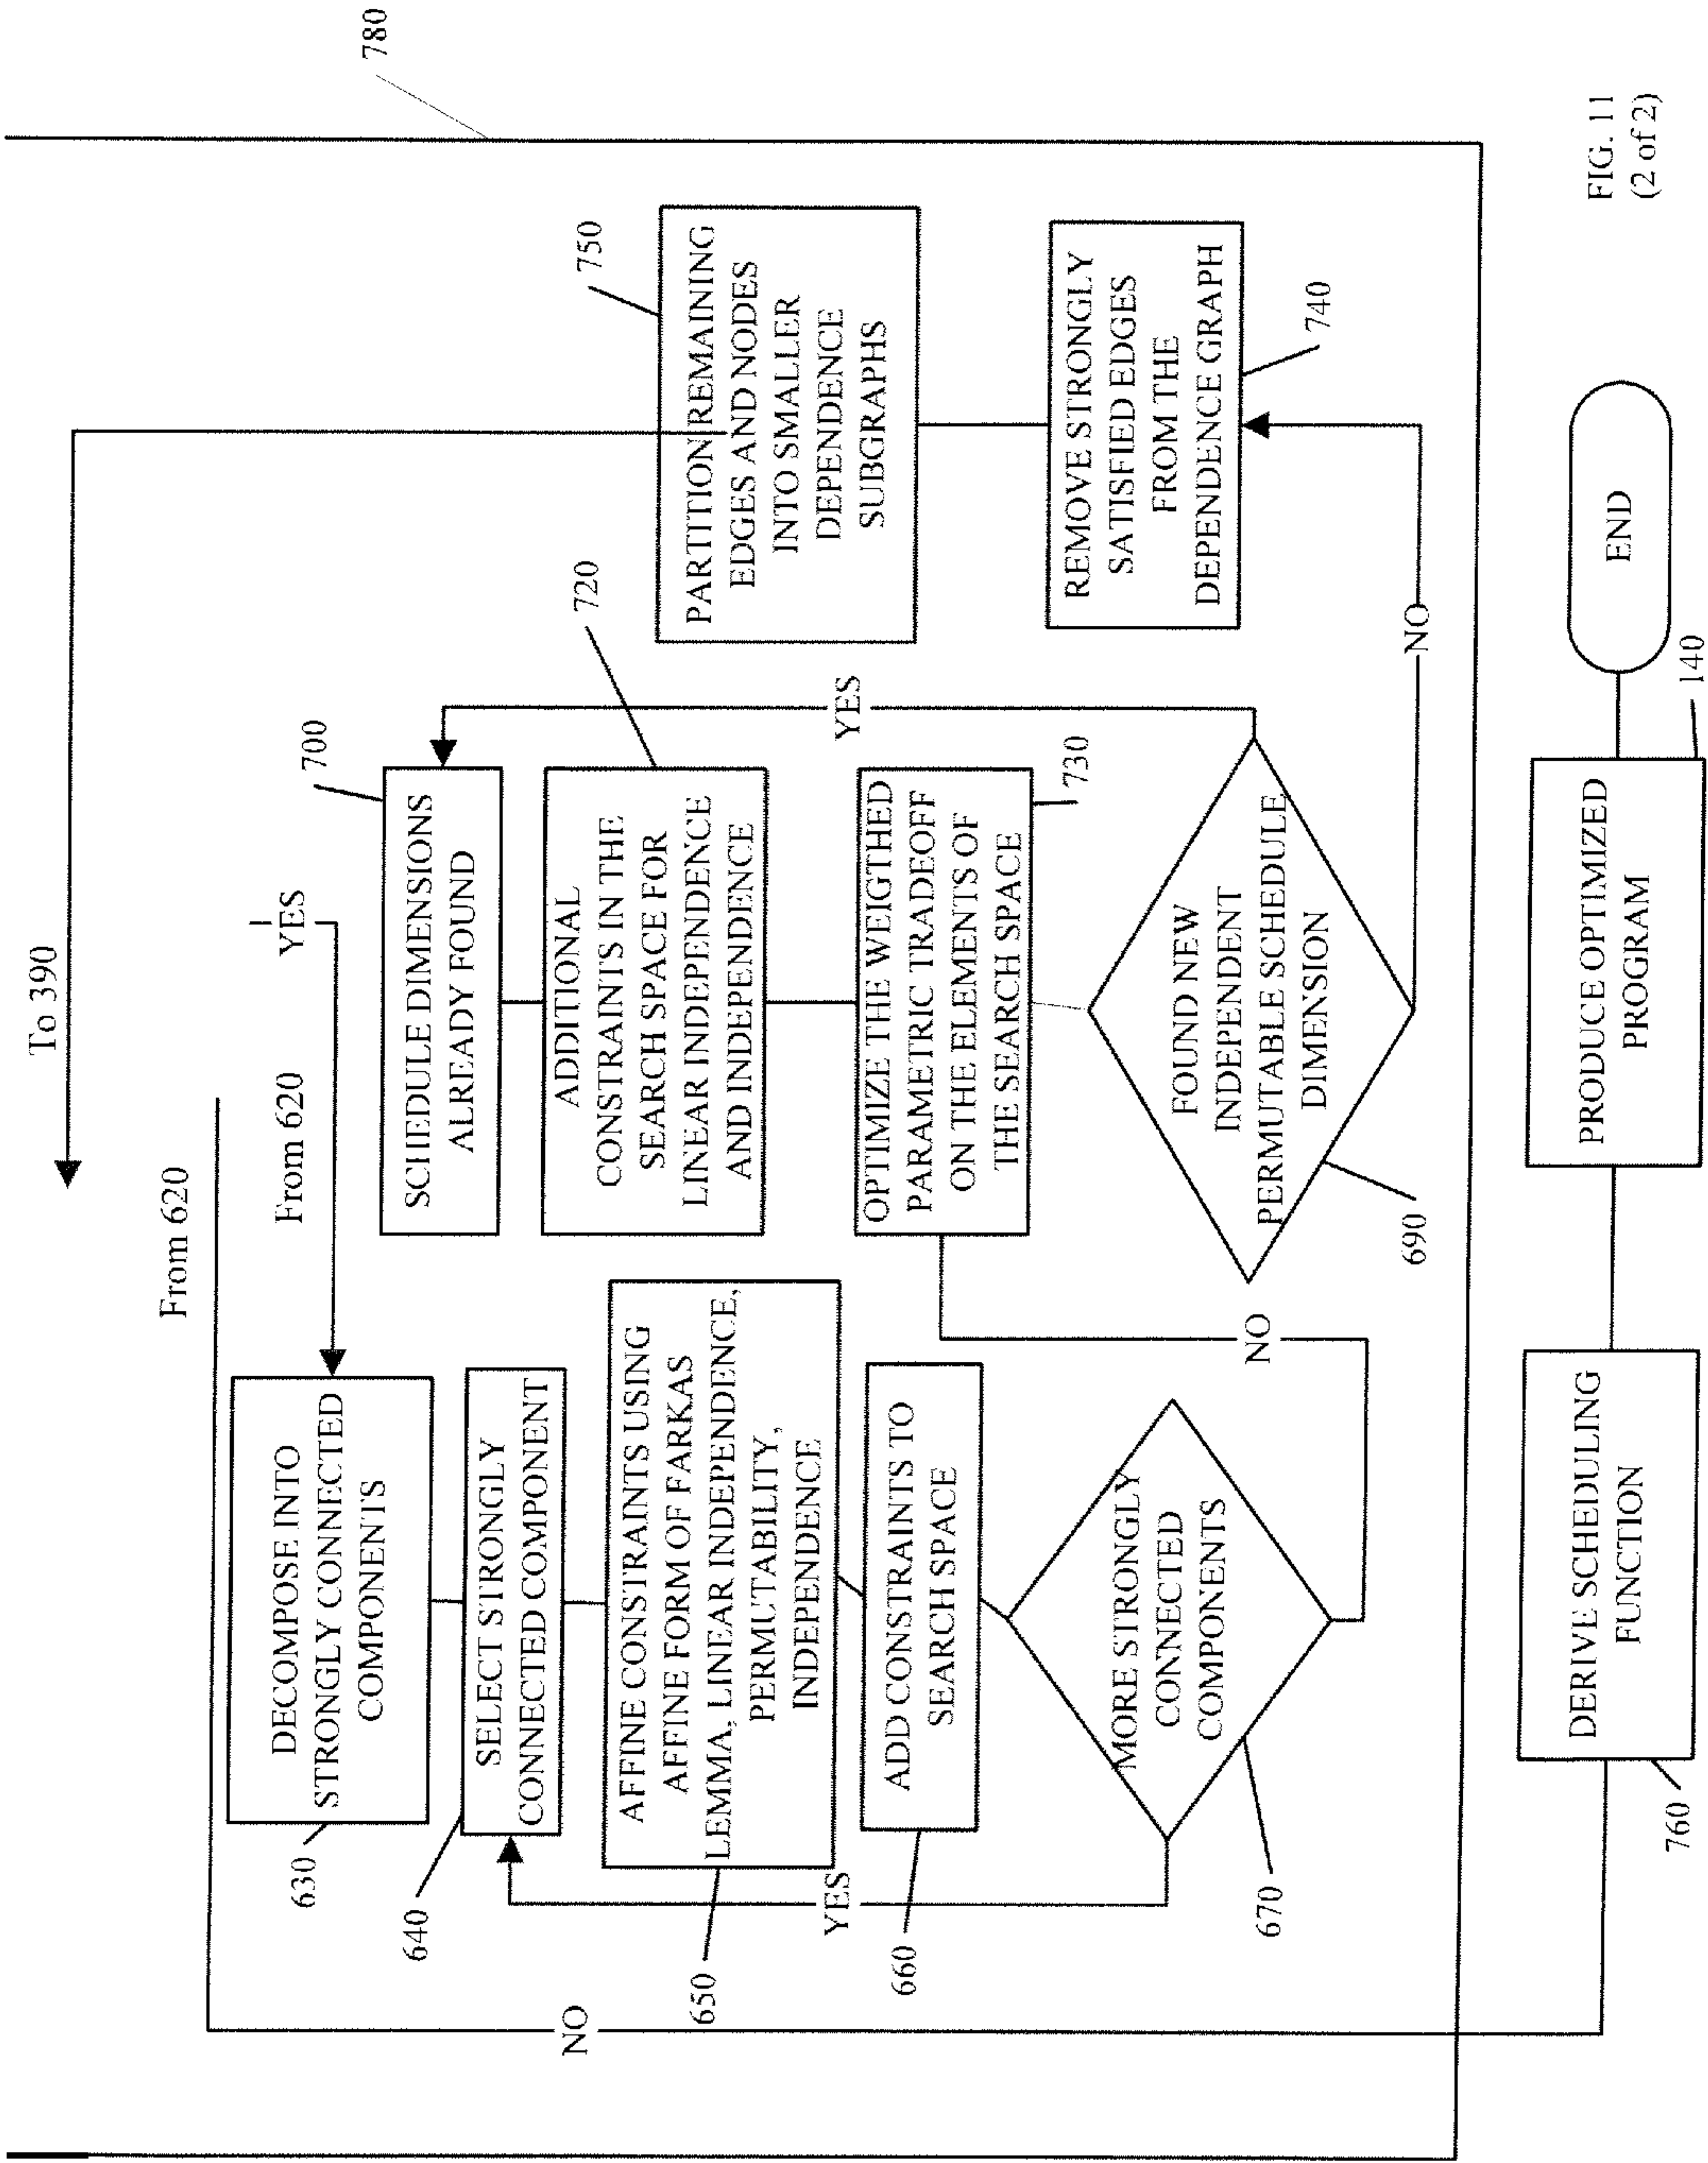 To 390
From 620
From 620
YES
780
DECOMPOSE INTO
STRONGLY CONNECTED
COMPONENTS
630
SELECT STRONGLY
CONNECTED COMPONENT
640
AFFINE CONSTRAINTS USING
AFFINE FORM OF FARKAS
LEMMA, LINEAR INDEPENDENCE,
PERMUTABILITY,
INDEPENDENCE
650
ADD CONSTRAINTS TO
SEARCH SPACE
660
MORE STRONGLY
CONNECTED
COMPONENTS
670
YES
NO
NO
SCHEDULE DIMENSIONS
ALREADY FOUND
700
ADDITIONAL
CONSTRAINTS IN THE
SEARCH SPACE FOR
LINEAR INDEPENDENCE
AND INDEPENDENCE
720
OPTIMIZE THE WEIGTHED
PARAMETRIC TRADEOFF
ON THE ELEMENTS OF
THE SEARCH SPACE
730
FOUND NEW
INDEPENDENT
PERMUTABLE SCHEDULE
DIMENSION
690
YES
NO
PARTITION REMAINING
EDGES AND NODES
INTO SMALLER
DEPENDENCE
SUBGRAPHS
750
REMOVE STRONGLY
SATISFIED EDGES
FROM THE
DEPENDENCE GRAPH
740
DERIVE SCHEDULING
FUNCTION
760
PRODUCE OPTIMIZED
PROGRAM
140
END
FIG. 11
(2 of 2)